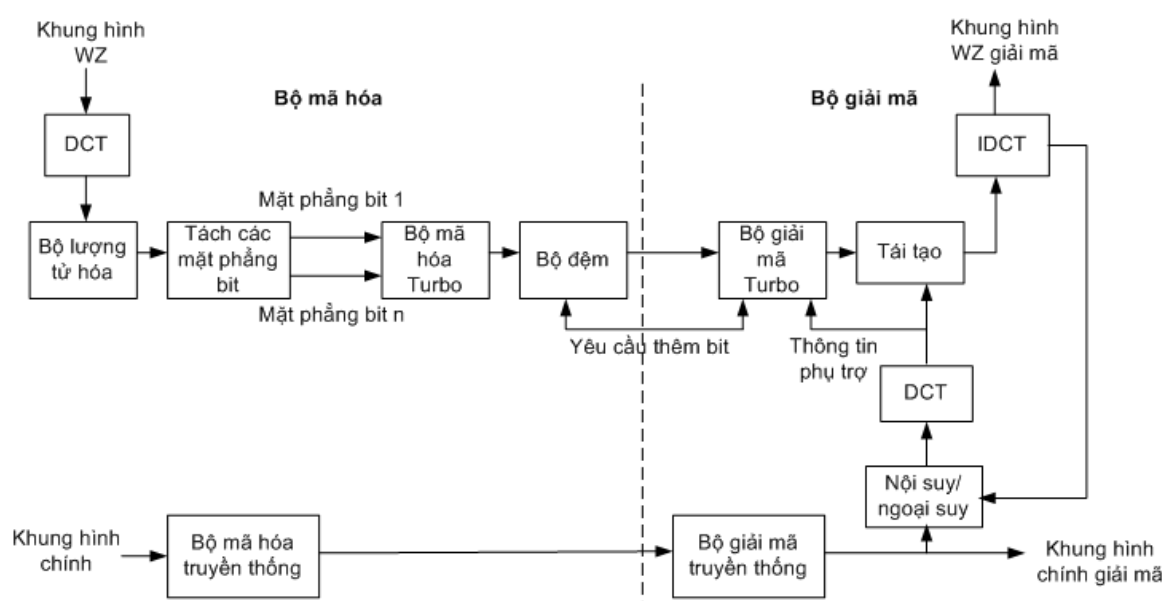 Khung hình
WZ
Khung hình
WZ giải mã
Bộ mã hóa
Bộ giải mã
DCT
IDCT
Mặt phẳng bit 1
Bộ lượng
tử hóa
Tách các
mặt phẳng
bit
Bộ mã
hóa
Turbo
Bộ đệm
Bộ giải
mã
Turbo
Tái tạo
Mặt phẳng bit n
Yêu cầu thêm bit
Thông tin
phụ trợ
DCT
Nội suy/
ngoại suy
Khung hình
chính
Bộ mã hóa
truyền thống
Bộ giải mã
truyền thống
Khung hình
chính giải mã